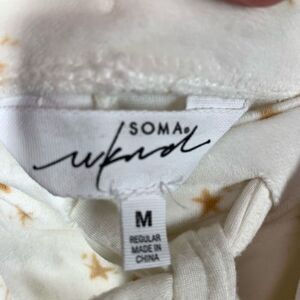 SOMA®
wknd
M
REGULAR
MADE IN
CHINA